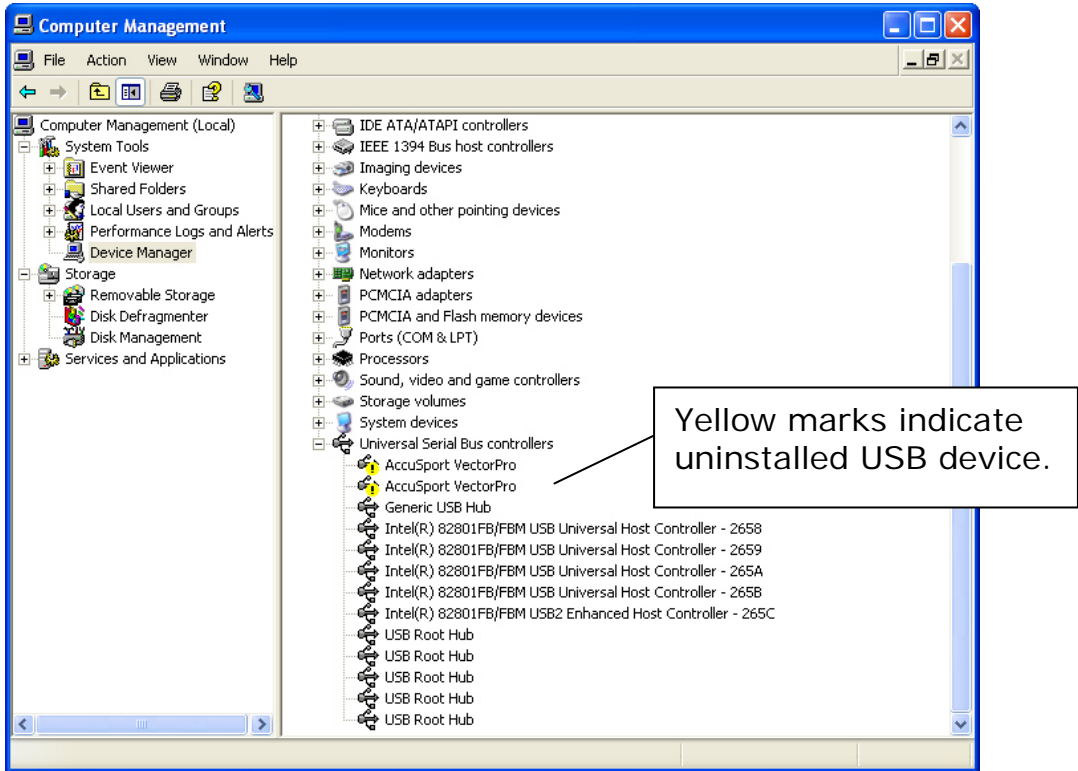 Computer Management
File Action View Window Help
Computer Management (Local)
System Tools
Event Viewer
Shared Folders
Local Users and Groups
Performance Logs and Alerts
Device Manager
Storage
Removable Storage
Disk Defragmenter
Disk Management
Services and Applications
IDE ATA/ATAPI controllers
IEEE 1394 Bus host controllers
Imaging devices
Keyboards
Mice and other pointing devices
Modems
Monitors
Network adapters
PCMCIA adapters
PCMCIA and Flash memory devices
Ports (COM & LPT)
Processors
Sound, video and game controllers
Storage volumes
System devices
Universal Serial Bus controllers
AccuSport VectorPro
AccuSport VectorPro
Generic USB Hub
Intel(R) 82801FB/FBM USB Universal Host Controller - 2658
Intel(R) 82801FB/FBM USB Universal Host Controller - 2659
Intel(R) 82801FB/FBM USB Universal Host Controller - 265A
Intel(R) 82801FB/FBM USB Universal Host Controller - 265B
Intel(R) 82801FB/FBM USB2 Enhanced Host Controller - 265C
USB Root Hub
USB Root Hub
USB Root Hub
USB Root Hub
USB Root Hub
Yellow marks indicate
uninstalled USB device.